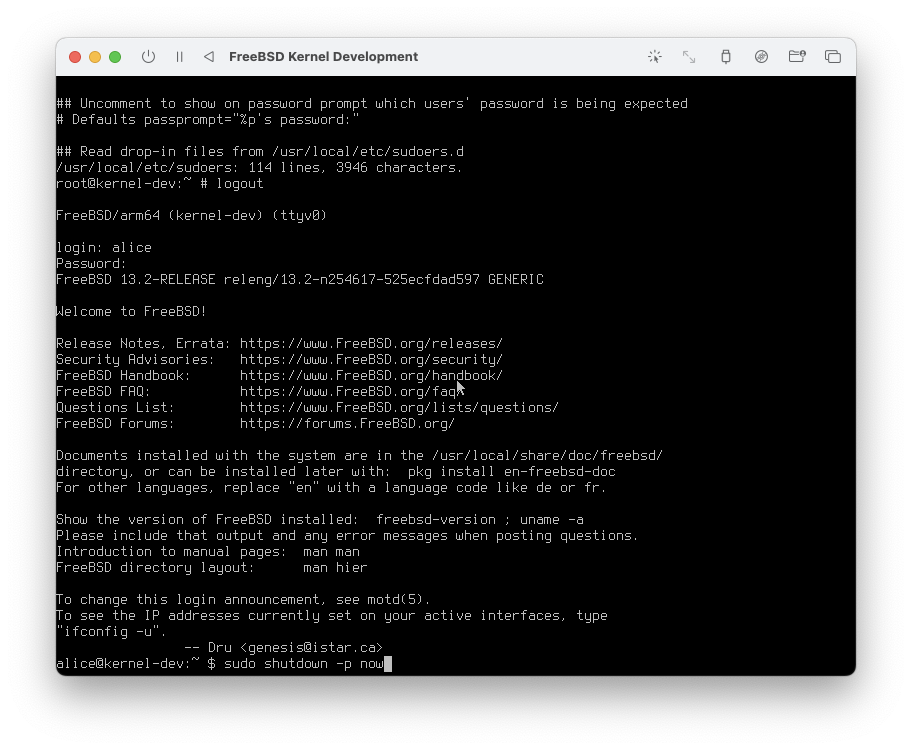 FreeBSD Kernel Development
## Uncomment to show on password prompt which users' password is being expected
# Defaults passprompt="%p's password:"
## Read drop-in files from /usr/local/etc/sudoers.d
/usr/local/etc/sudoers: 114 lines, 3946 characters.
root@kernel-dev:~ # logout
FreeBSD/arm64 (kernel-dev) (ttyv0)
login: alice
Password:
FreeBSD 13.2-RELEASE releng/13.2-n254617-525ecfdad597 GENERIC
Welcome to FreeBSD!
Release Notes, Errata: https://www.FreeBSD.org/releases/
Security Advisories:   https://www.FreeBSD.org/security/
FreeBSD Handbook:      https://www.FreeBSD.org/handbook/
FreeBSD FAQ:           https://www.FreeBSD.org/faq/
Questions List:        https://www.FreeBSD.org/lists/questions/
FreeBSD Forums:        https://forums.FreeBSD.org/
Documents installed with the system are in the /usr/local/share/doc/freebsd/
directory, or can be installed later with:  pkg install en-freebsd-doc
For other languages, replace "en" with a language code like de or fr.
Show the version of FreeBSD installed:  freebsd-version ; uname -a
Please include that output and any error messages when posting questions.
Introduction to manual pages:  man man
FreeBSD directory layout:      man hier
To change this login announcement, see motd(5).
To see the IP addresses currently set on your active interfaces, type
"ifconfig -u".
-- Dru <genesis@istar.ca>
alice@kernel-dev:~ $ sudo shutdown -p now